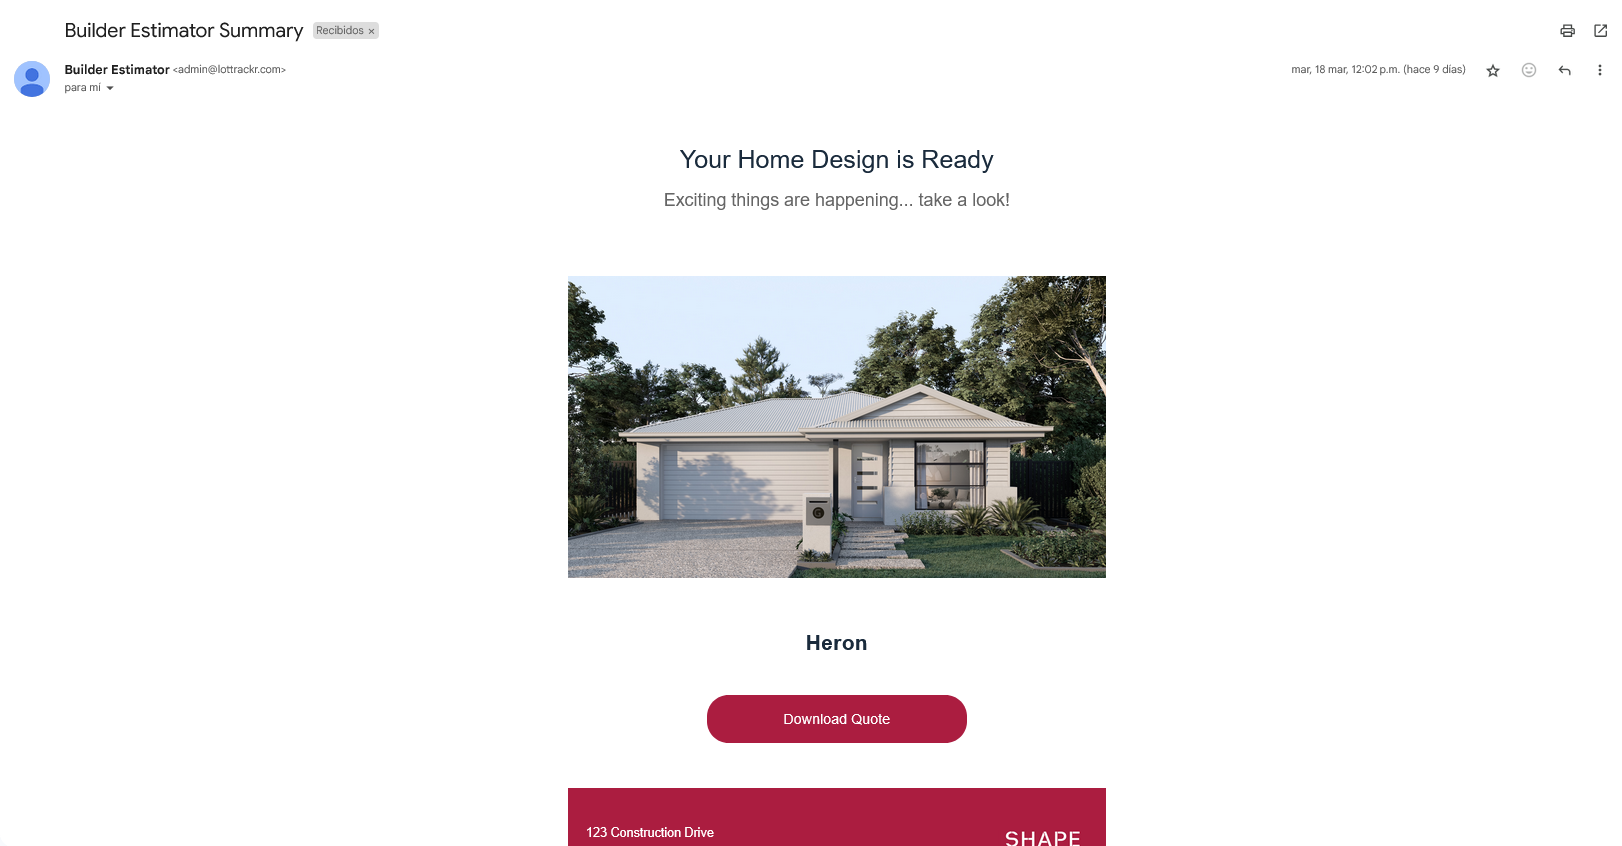 Builder Estimator Summary Recibidos ×
Builder Estimator <admin@lottrackr.com> mar, 18 mar, 12:02 p.m. (hace 9 días)
para mí
Your Home Design is Ready
Exciting things are happening... take a look!
Heron
Download Quote
123 Construction Drive
SHAPE